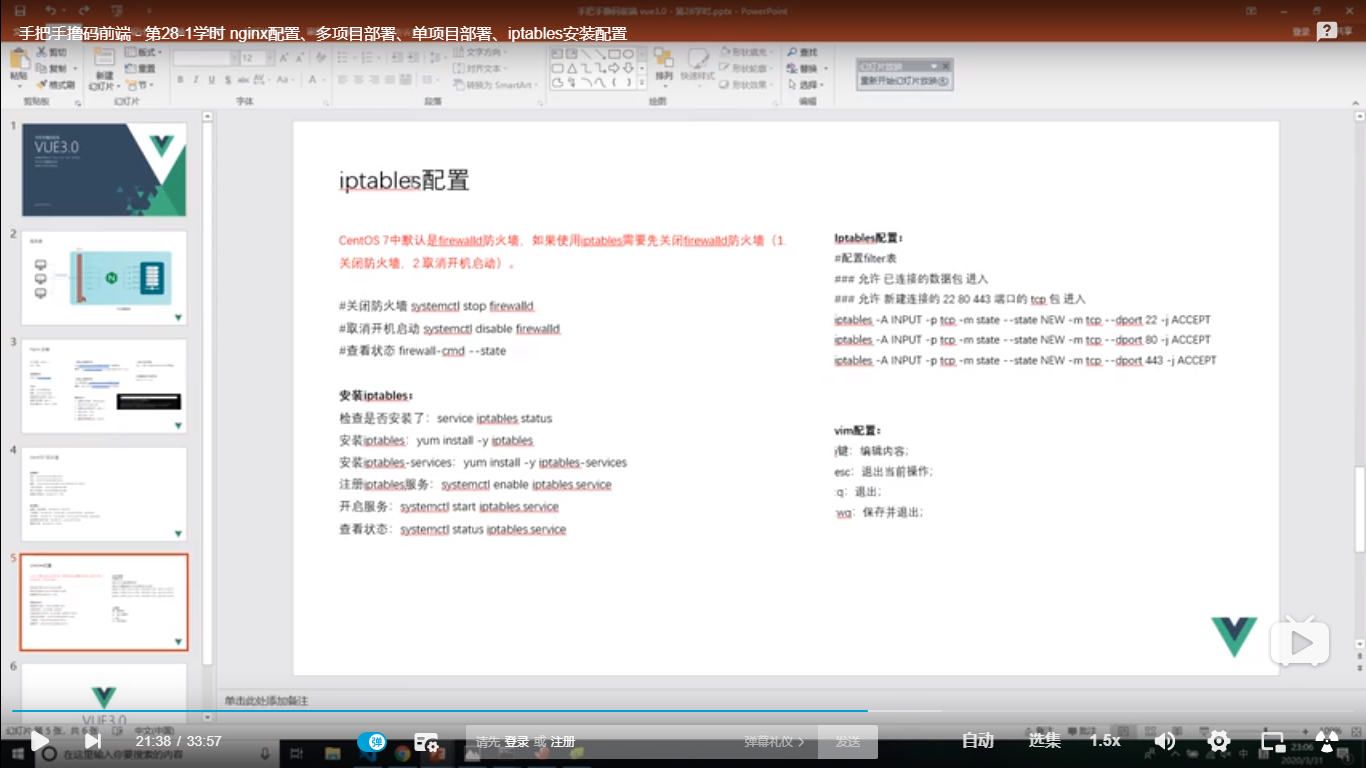 手把手撸码前端 vue3.0 - 第28学时.pptx - PowerPoint
手把手撸码前端 - 第28-1学时 nginx配置、多项目部署、单项目部署、iptables安装配置
登录
共享
粘贴
剪切
复制
格式刷
剪贴板
新建
幻灯片
版式
重置
节
幻灯片
12
字体
文字方向
对齐文本
转换为 SmartArt
段落
排列
快速样式
形状填充
形状轮廓
形状效果
绘图
查找
替换
选择
编辑
幻灯片放映
重新开始幻灯片放映(S)
1
VUE3.0
2
3
4
5
6
VUE3.0
iptables配置
CentOS 7中默认是firewalld防火墙，如果使用iptables需要先关闭firewalld防火墙（1.
关闭防火墙，2.取消开机启动）。
#关闭防火墙 systemctl stop firewalld
#取消开机启动 systemctl disable firewalld
#查看状态 firewall-cmd --state
安装iptables：
检查是否安装了：service iptables status
安装iptables：yum install -y iptables
安装iptables-services：yum install -y iptables-services
注册iptables服务：systemctl enable iptables.service
开启服务：systemctl start iptables.service
查看状态：systemctl status iptables.service
Iptables配置：
#配置filter表
### 允许 已连接的数据包 进入
### 允许 新建连接的 22 80 443 端口的 tcp 包 进入
iptables -A INPUT -p tcp -m state --state NEW -m tcp --dport 22 -j ACCEPT
iptables -A INPUT -p tcp -m state --state NEW -m tcp --dport 80 -j ACCEPT
iptables -A INPUT -p tcp -m state --state NEW -m tcp --dport 443 -j ACCEPT
vim配置：
i键：编辑内容；
esc：退出当前操作；
:q：退出；
:wq：保存并退出；
单击此处添加备注
幻灯片 第 5 张，共 6 张
中文(中国)
21:38 / 33:57
弹
请先 登录 或 注册
弹幕礼仪 >
发送
自动
选集
1.5x
在这里输入你要搜索的内容
中
23:06
2020/3/31